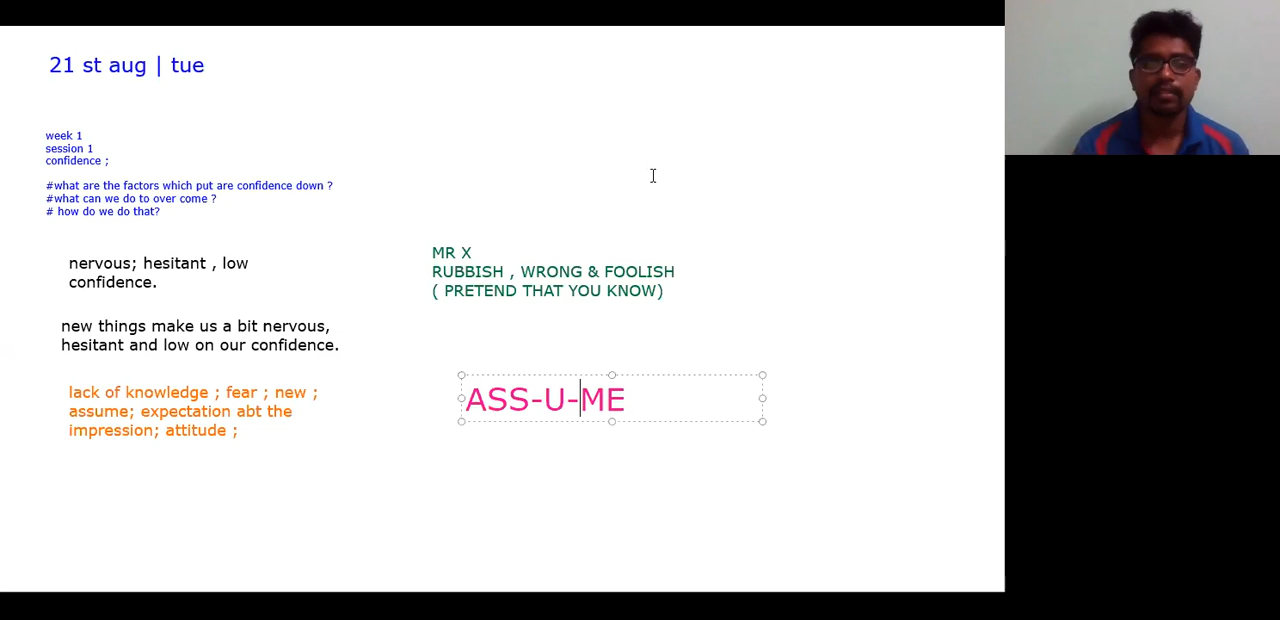 21 st aug | tue
week 1
session 1
confidence ;
#what are the factors which put are confidence down ?
#what can we do to over come ?
# how do we do that?
nervous; hesitant , low
confidence.
new things make us a bit nervous,
hesitant and low on our confidence.
lack of knowledge ; fear ; new ;
assume; expectation abt the
impression; attitude ;
MR X
RUBBISH , WRONG & FOOLISH
( PRETEND THAT YOU KNOW)
ASS-U-ME